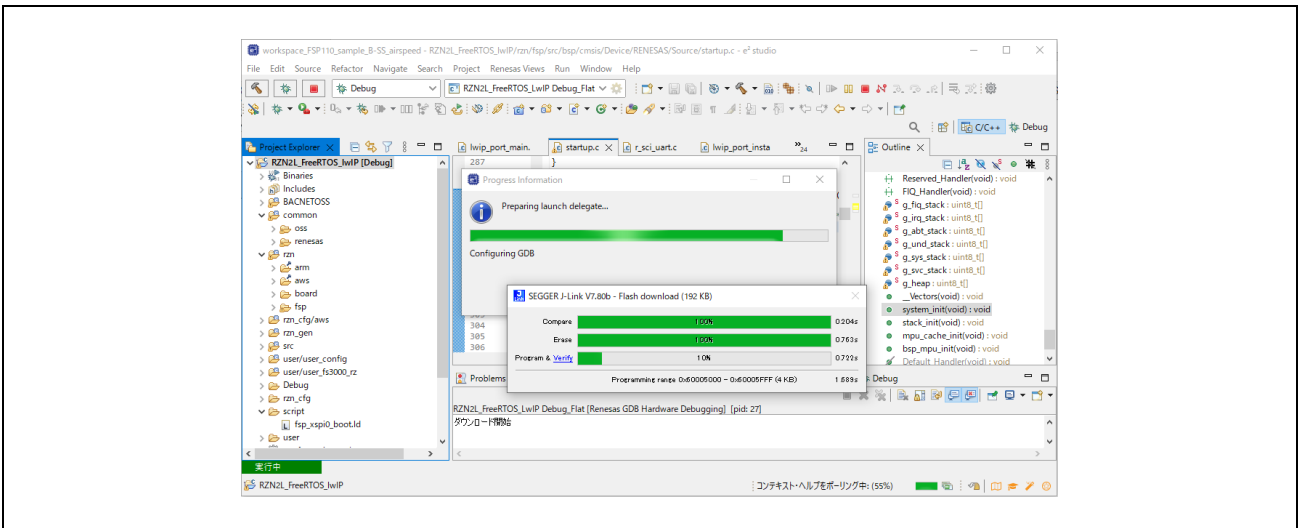 workspace_FSP110_sample_B-SS_airspeed - RZN2L_FreeRTOS_lwIP/rzn/fsp/src/bsp/cmsis/Device/RENESAS/Source/startup.c - e² studio
File Edit Source Refactor Navigate Search Project Renesas Views Run Window Help
Debug
RZN2L_FreeRTOS_LwIP Debug_Flat
C/C++
Debug
Project Explorer
RZN2L_FreeRTOS_lwIP [Debug]
Binaries
Includes
BACNETOSS
common
oss
renesas
rzn
arm
aws
board
fsp
rzn_cfg/aws
rzn_gen
src
user/user_config
user/user_fs3000_rz
Debug
rzn_cfg
script
fsp_xspi0_boot.ld
user
lwip_port_main.
startup.c
r_sci_uart.c
lwip_port_insta
24
287 }
Progress Information
Preparing launch delegate...
Configuring GDB
304
305
306
SEGGER J-Link V7.80b - Flash download (192 KB)
Compare 100% 0.204s
Erase 100% 0.763s
Program & Verify 10% 0.722s
Programming range 0x60005000 - 0x60005FFF (4 KB) 1.689s
Outline
Reserved_Handler(void) : void
FIQ_Handler(void) : void
g_fiq_stack : uint8_t[]
g_irq_stack : uint8_t[]
g_abt_stack : uint8_t[]
g_und_stack : uint8_t[]
g_sys_stack : uint8_t[]
g_svc_stack : uint8_t[]
g_heap : uint8_t[]
__Vectors(void) : void
system_init(void) : void
stack_init(void) : void
mpu_cache_init(void) : void
bsp_mpu_init(void) : void
Default_Handler(void) : void
Problems
Debug
RZN2L_FreeRTOS_LwIP Debug_Flat [Renesas GDB Hardware Debugging] [pid: 27]
ダウンロード開始
実行中
RZN2L_FreeRTOS_lwIP
コンテキスト・ヘルプをポーリング中: (55%)